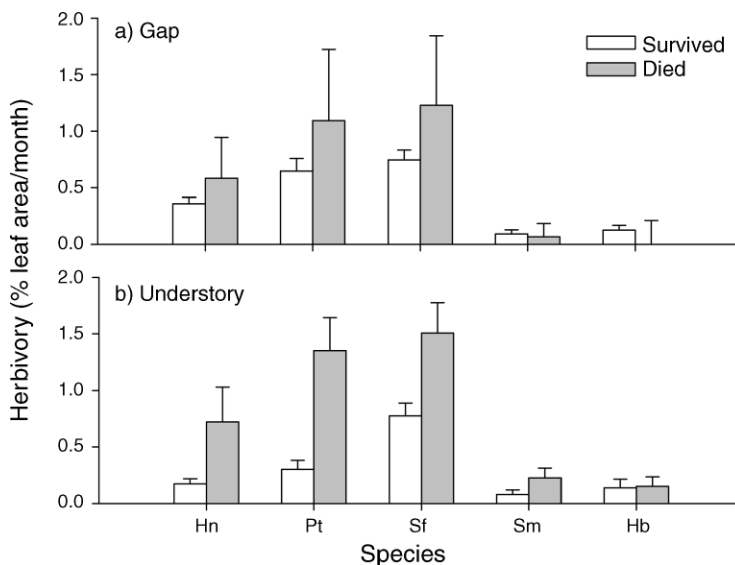 a) Gap
Survived
Died
2.0
1.5
1.0
0.5
0.0
b) Understory
2.0
1.5
1.0
0.5
0.0
Herbivory (% leaf area/month)
Hn Pt Sf Sm Hb
Species